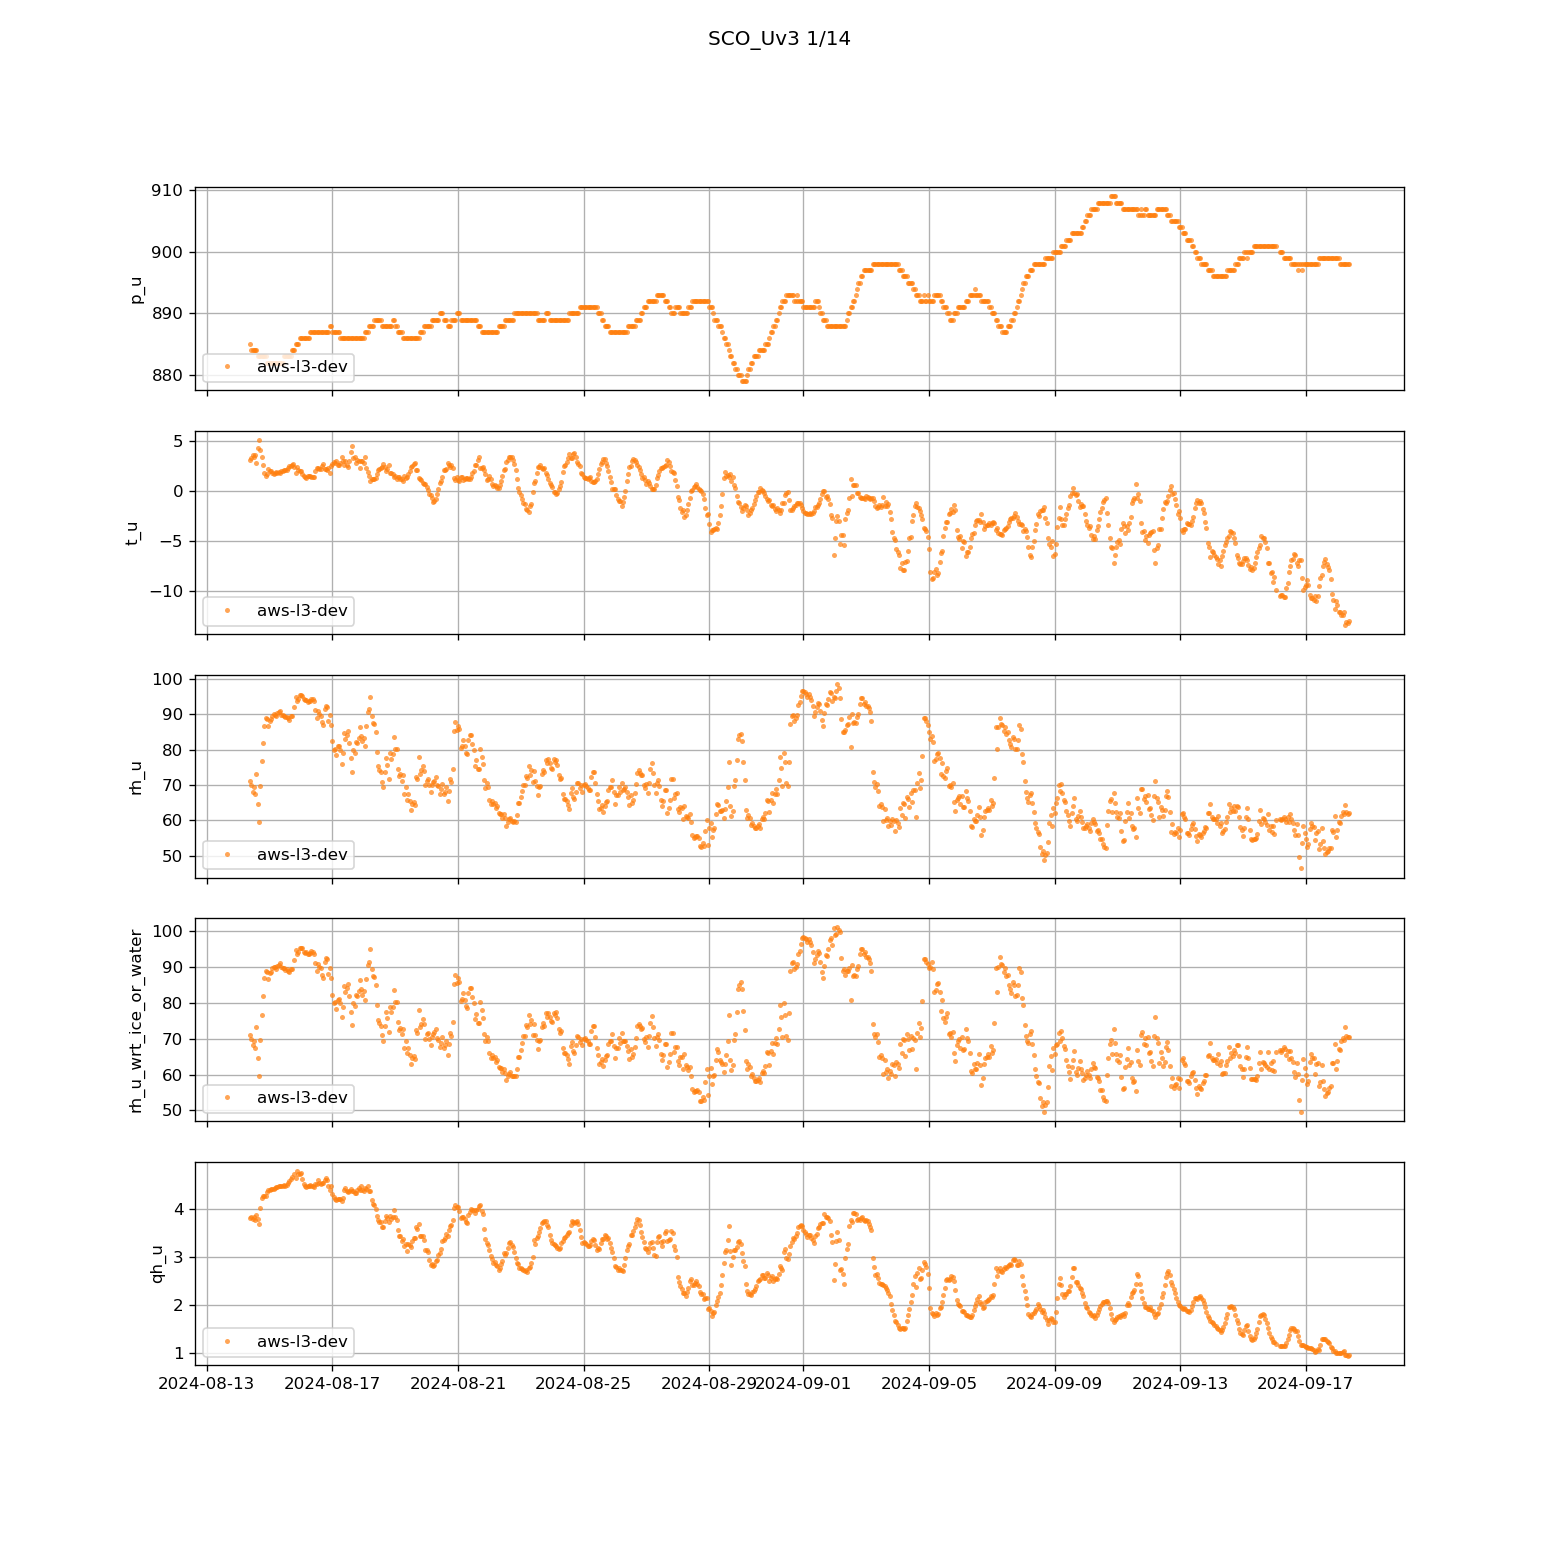 SCO_Uv3 1/14
910
900
890
880
p_u
aws-l3-dev
5
0
−5
−10
t_u
aws-l3-dev
100
90
80
70
60
50
rh_u
aws-l3-dev
100
90
80
70
60
50
rh_u_wrt_ice_or_water
aws-l3-dev
4
3
2
1
qh_u
aws-l3-dev
2024-08-13 2024-08-17 2024-08-21 2024-08-25 2024-08-29 2024-09-01 2024-09-05 2024-09-09 2024-09-13 2024-09-17